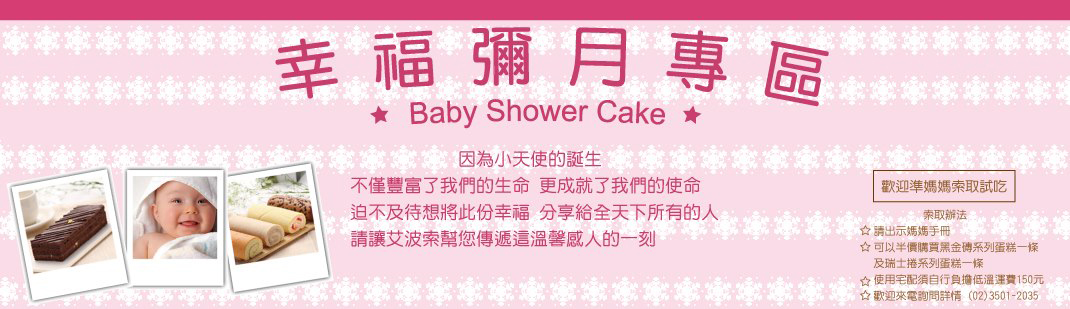 幸福彌月專區
★ Baby Shower Cake ★
因為小天使的誕生
不僅豐富了我們的生命 更成就了我們的使命
迫不及待想將此份幸福 分享給全天下所有的人
請讓艾波索幫您傳遞這溫馨感人的一刻
歡迎準媽媽索取試吃
索取辦法
☆ 請出示媽媽手冊
☆ 可以半價購買黑金磚系列蛋糕一條
及瑞士捲系列蛋糕一條
☆ 使用宅配須自行負擔低溫運費150元
☆ 歡迎來電詢問詳情 (02)3501-2035